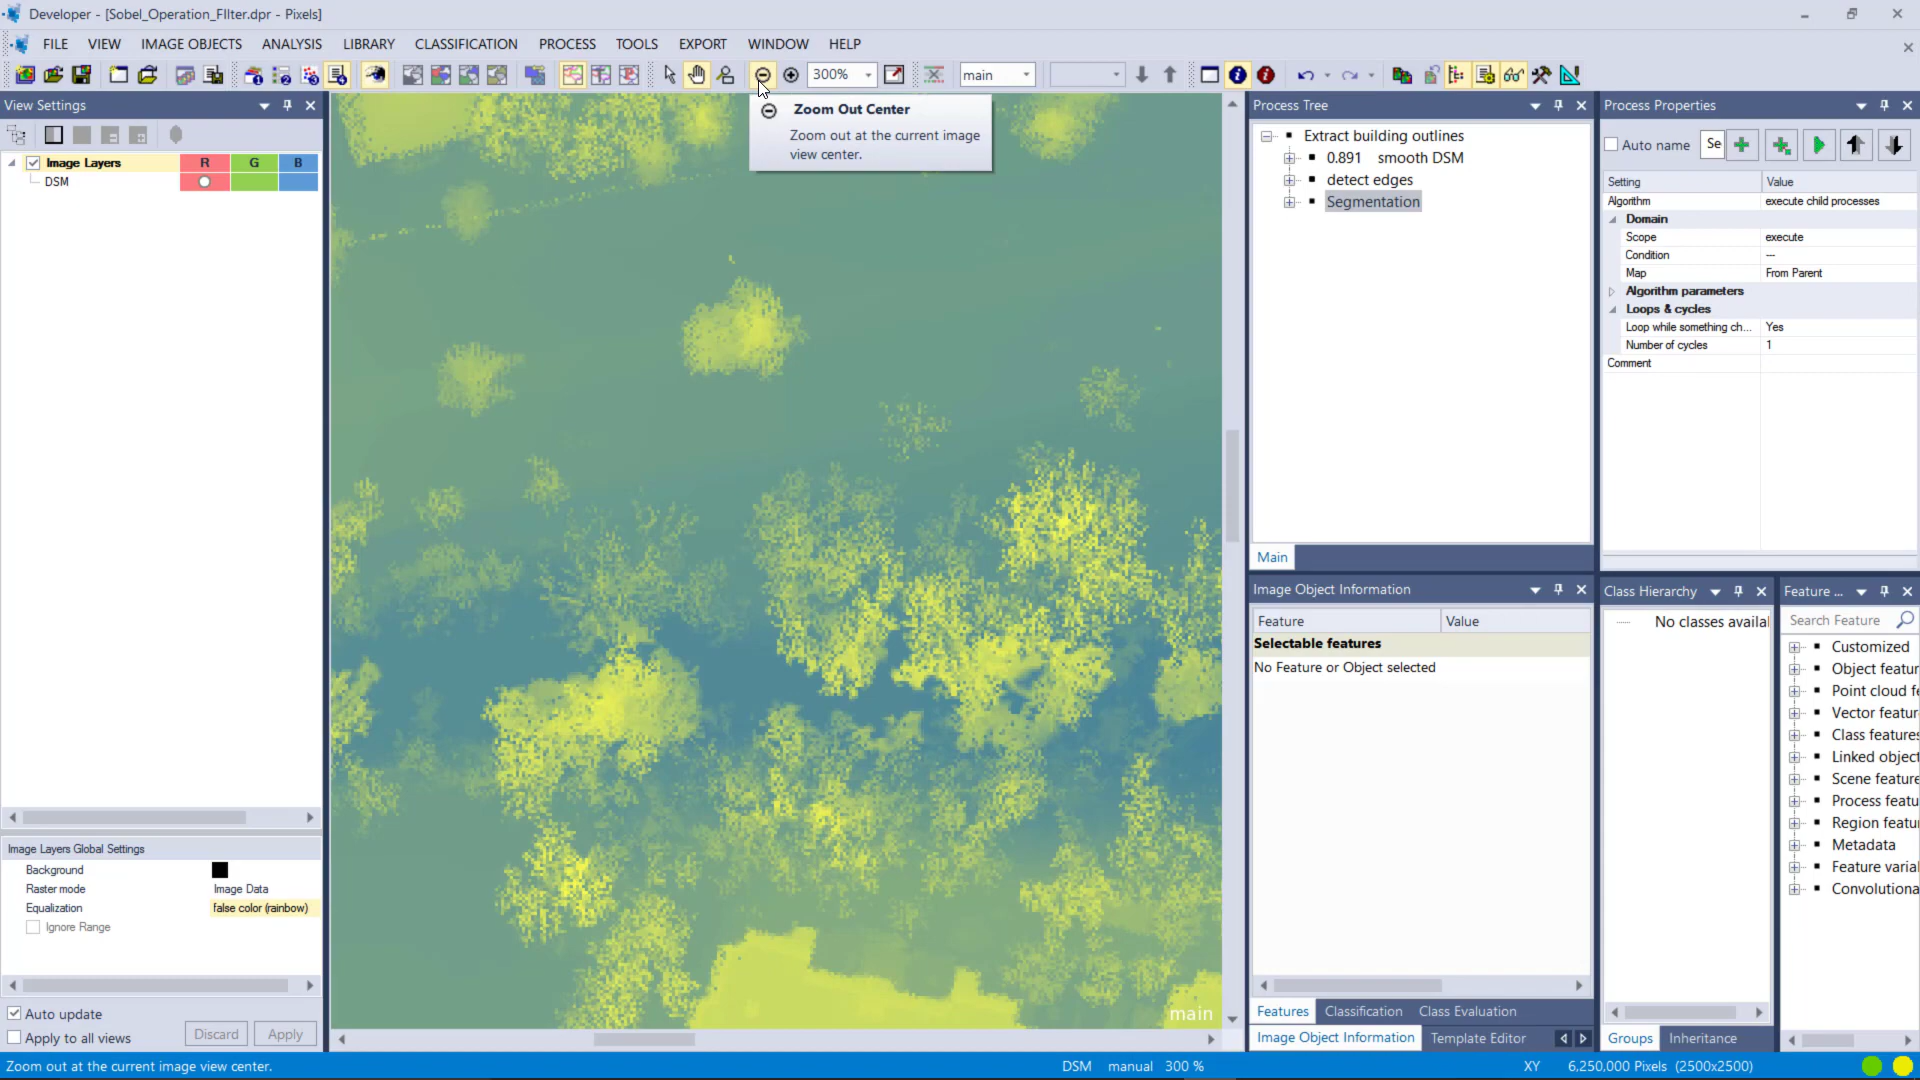 Developer - [Sobel_Operation_FIlter.dpr - Pixels]
FILE VIEW IMAGE OBJECTS ANALYSIS LIBRARY CLASSIFICATION PROCESS TOOLS EXPORT WINDOW HELP
300% main
View Settings
Image Layers R G B
DSM
Zoom Out Center
Zoom out at the current image
view center.
main
Image Layers Global Settings
Background
Raster mode Image Data
Equalization false color (rainbow)
Ignore Range
Auto update
Apply to all views Discard Apply
Process Tree
Extract building outlines
0.891 smooth DSM
detect edges
Segmentation
Main
Process Properties
Auto name Se
Setting Value
Algorithm execute child processes
Domain
Scope execute
Condition ---
Map From Parent
Algorithm parameters
Loops & cycles
Loop while something ch... Yes
Number of cycles 1
Comment
Image Object Information
Feature Value
Selectable features
No Feature or Object selected
Features Classification Class Evaluation
Image Object Information Template Editor
Class Hierarchy
No classes availal
Groups Inheritance
Feature ...
Search Feature
Customized
Object featur
Point cloud fe
Vector featur
Class features
Linked object
Scene feature
Process featu
Region featu
Metadata
Feature varial
Convolutiona
Zoom out at the current image view center. DSM manual 300 % XY 6,250,000 Pixels (2500x2500)